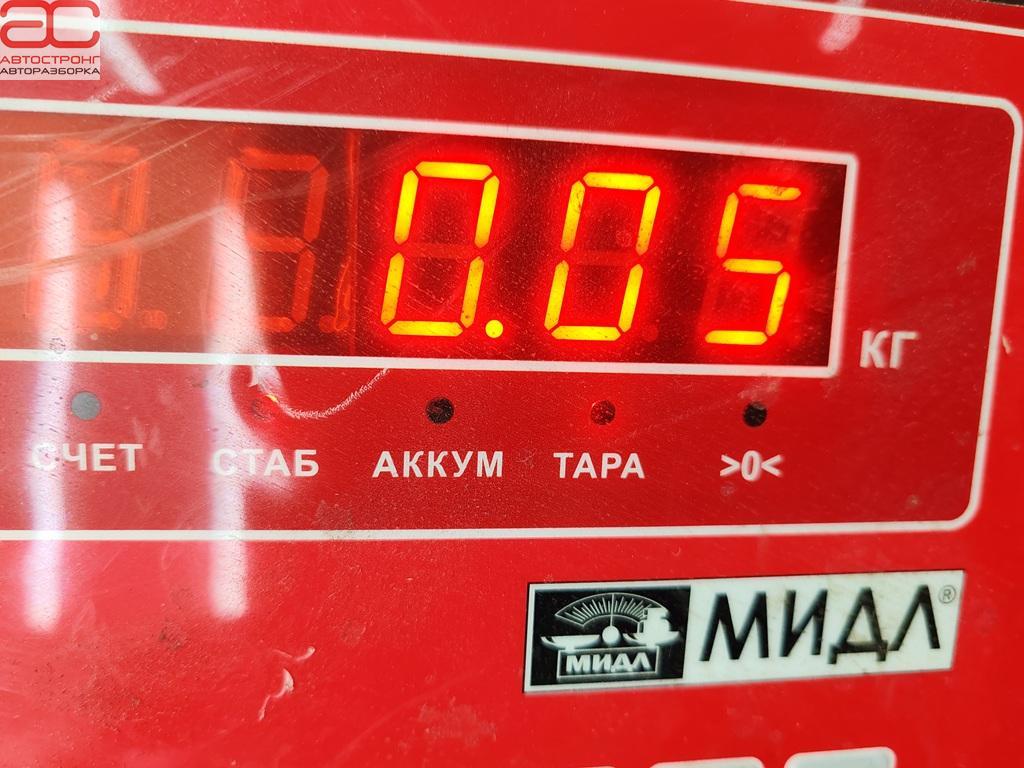 АС
АВТОСТРОНГ
АВТОРАЗБОРКА
0.05
КГ
СЧЕТ СТАБ АККУМ ТАРА >0<
МИДЛ МИДЛ®